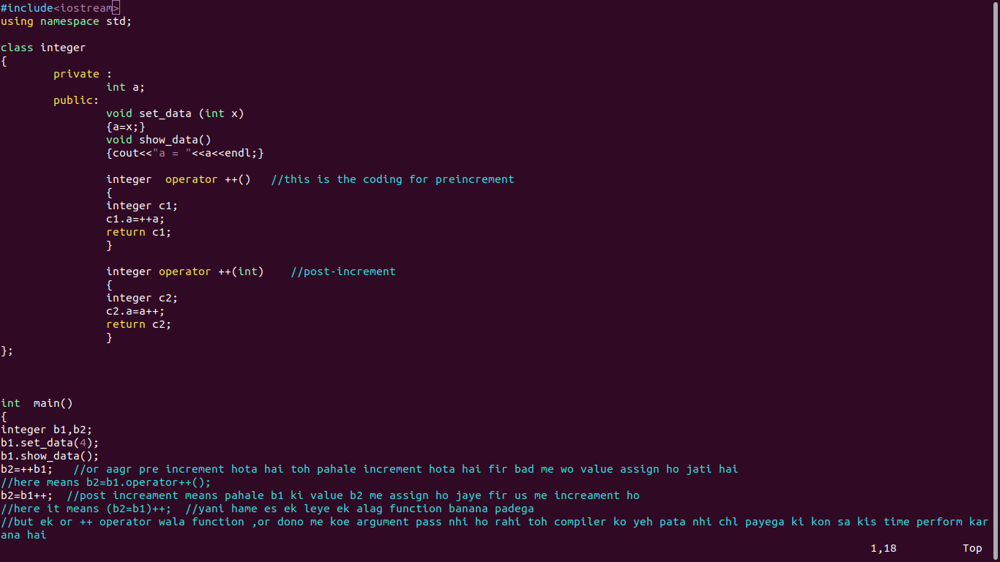 #include<iostream>
using namespace std;

class integer
{
        private :
                int a;
        public:
                void set_data (int x)
                {a=x;}
                void show_data()
                {cout<<"a = "<<a<<endl;}

                integer  operator ++()   //this is the coding for preincrement
                {
                integer c1;
                c1.a=++a;
                return c1;
                }

                integer operator ++(int)    //post-increment
                {
                integer c2;
                c2.a=a++;
                return c2;
                }
};

int  main()
{
integer b1,b2;
b1.set_data(4);
b1.show_data();
b2=++b1;   //or aagr pre increment hota hai toh pahale increment hota hai fir bad me wo value assign ho jati hai
//here means b2=b1.operator++();
b2=b1++;  //post increament means pahale b1 ki value b2 me assign ho jaye fir us me increament ho
//here it means (b2=b1)++;  //yani hame es ek leye ek alag function banana padega
//but ek or ++ operator wala function ,or dono me koe argument pass nhi ho rahi toh compiler ko yeh pata nhi chl payega ki kon sa kis time perform kar
ana hai
1,18          Top